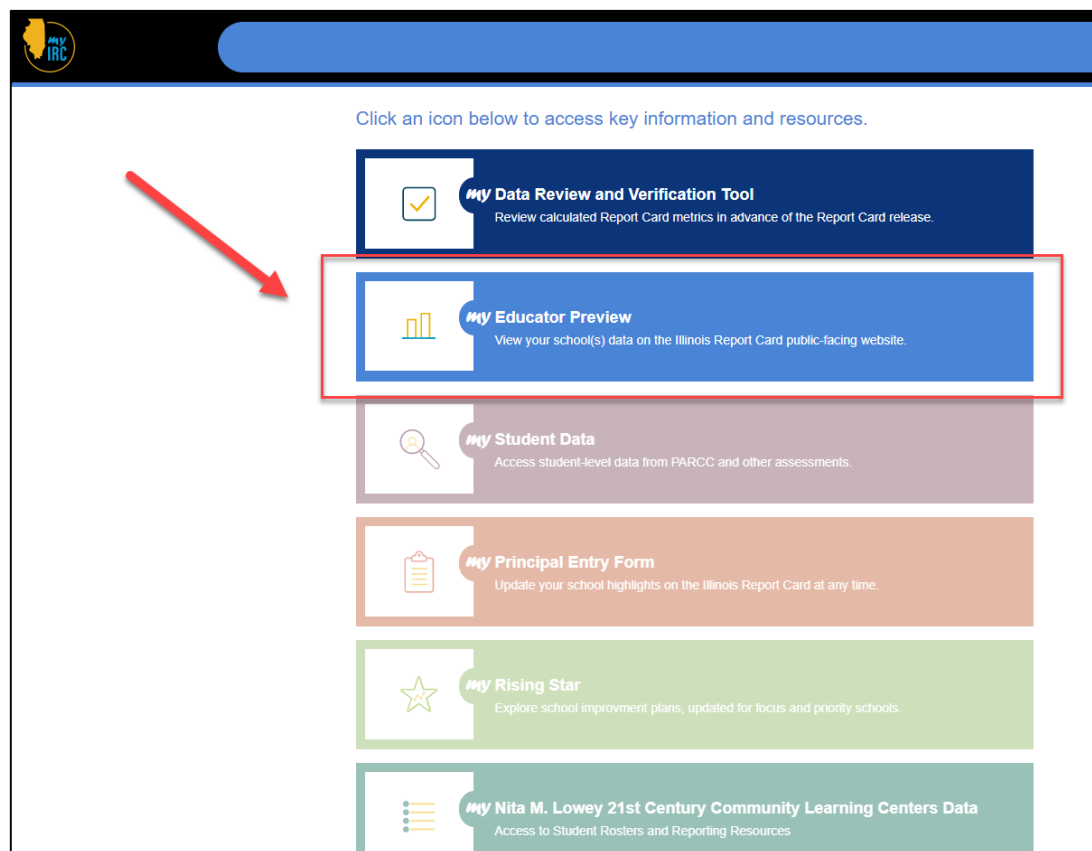 my
IRC
Click an icon below to access key information and resources.
my Data Review and Verification Tool
Review calculated Report Card metrics in advance of the Report Card release.
my Educator Preview
View your school(s) data on the Illinois Report Card public-facing website.
my Student Data
Access student-level data from PARCC and other assessments.
my Principal Entry Form
Update your school highlights on the Illinois Report Card at any time.
my Rising Star
Explore school improvment plans, updated for focus and priority schools.
my Nita M. Lowey 21st Century Community Learning Centers Data
Access to Student Rosters and Reporting Resources